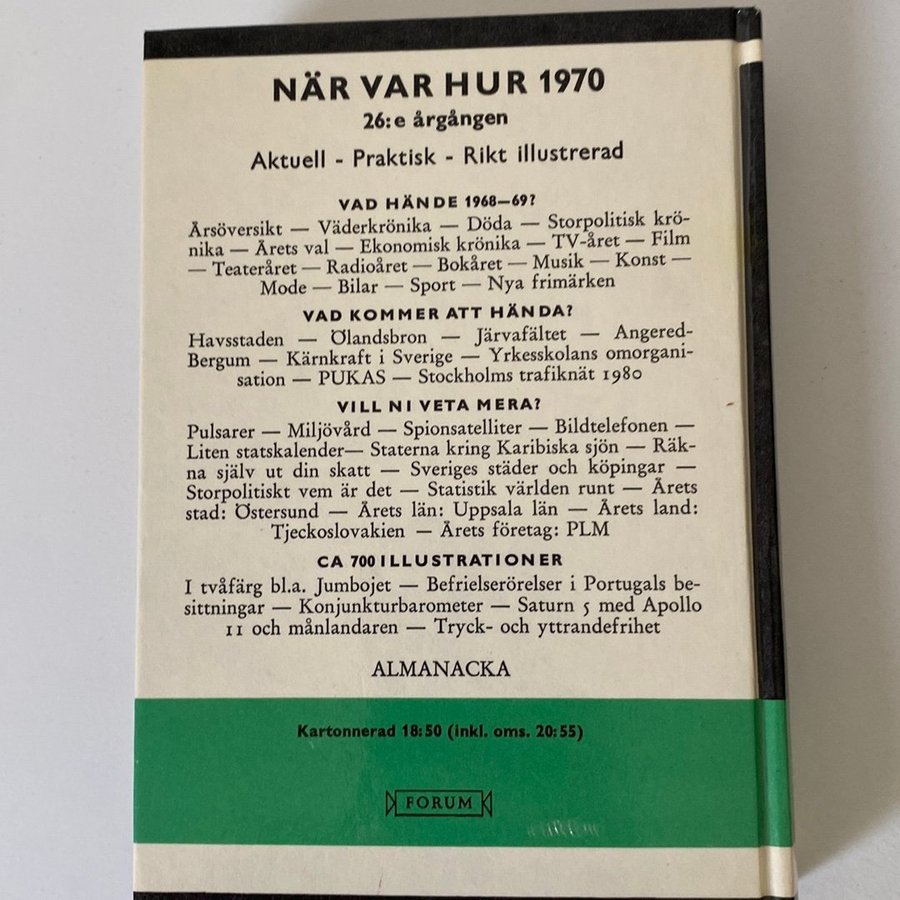 NÄR VAR HUR 1970
26:e årgången
Aktuell - Praktisk - Rikt illustrerad
VAD HÄNDE 1968—69?
Årsöversikt — Väderkrönika — Döda — Storpolitisk krö-
nika — Årets val — Ekonomisk krönika — TV-året — Film
— Teateråret — Radioåret — Bokåret — Musik — Konst —
Mode — Bilar — Sport — Nya frimärken
VAD KOMMER ATT HÄNDA?
Havsstaden — Ölandsbron — Järvafältet — Angered-
Bergum — Kärnkraft i Sverige — Yrkesskolans omorgani-
sation — PUKAS — Stockholms trafiknät 1980
VILL NI VETA MERA?
Pulsarer — Miljövård — Spionsatelliter — Bildtelefonen —
Liten statskalender— Staterna kring Karibiska sjön — Räk-
na själv ut din skatt — Sveriges städer och köpingar —
Storpolitiskt vem är det — Statistik världen runt — Årets
stad: Östersund — Årets län: Uppsala län — Årets land:
Tjeckoslovakien — Årets företag: PLM
CA 700 ILLUSTRATIONER
I tvåfärg bl.a. Jumbojet — Befrielserörelser i Portugals be-
sittningar — Konjunkturbarometer — Saturn 5 med Apollo
11 och månlandaren — Tryck- och yttrandefrihet
ALMANACKA
Kartonnerad 18:50 (inkl. oms. 20:55)
FORUM